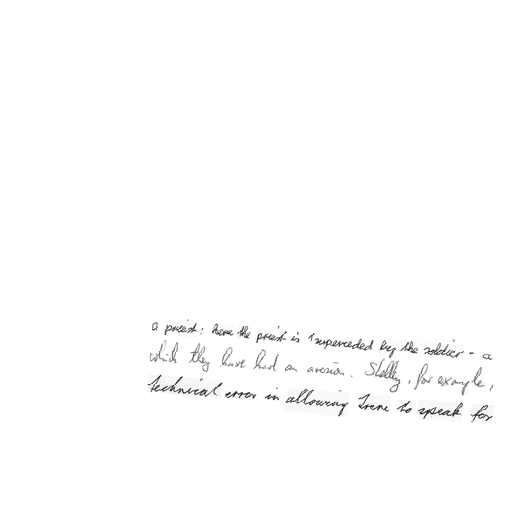 a priest: here the priest is superceded by the soldier - a
which they have had an aversion. Shelley, for example,
technical error in allowing Irene to speak for